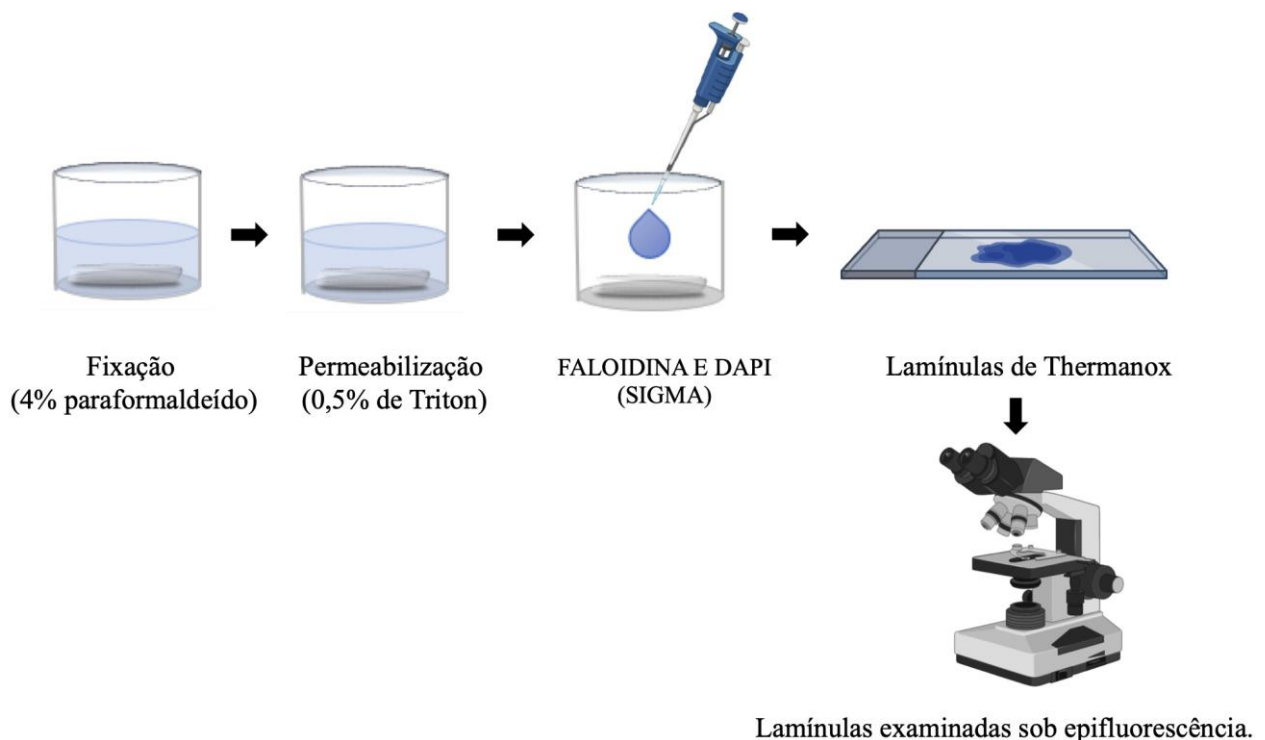 Fixação
(4% paraformaldeído)
Permeabilização
(0,5% de Triton)
FALOIDINA E DAPI
(SIGMA)
Lamínulas de Thermanox
Lamínulas examinadas sob epifluorescência.